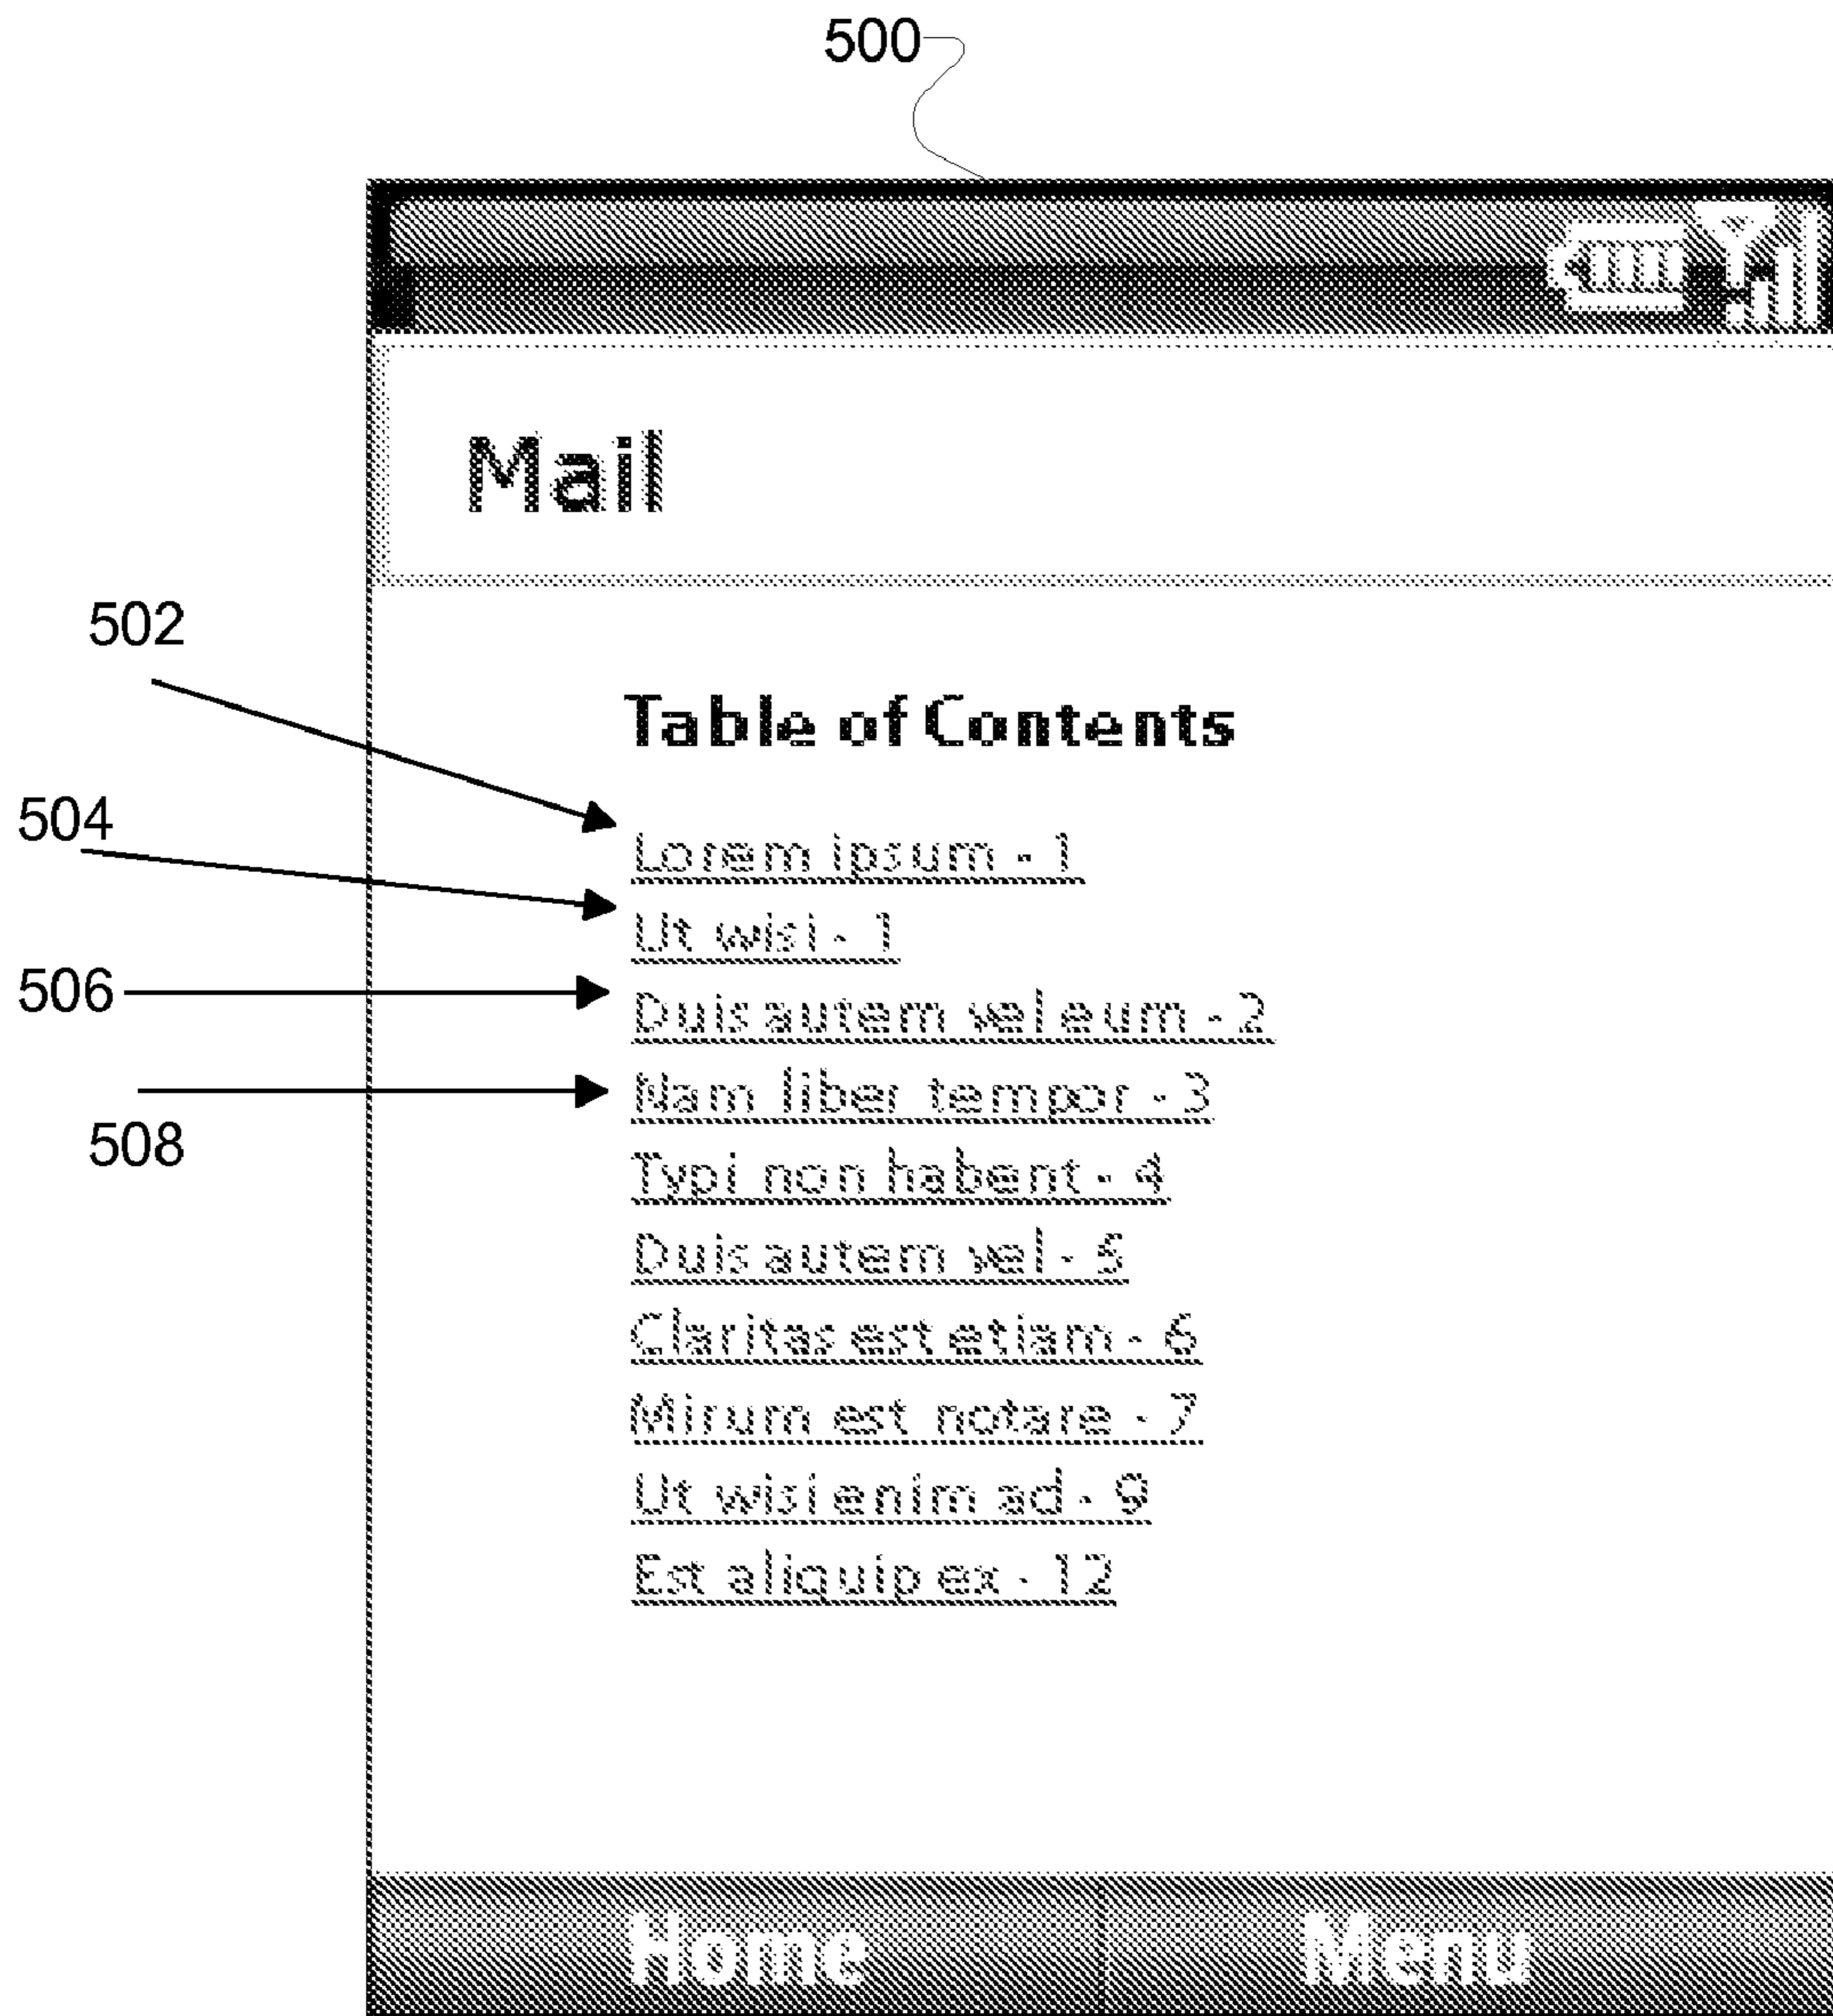 500
Mail
502
Table of Contents
504
Lorem ipsum - 1
Ut wisi - 1
506
Duis autem vel eum - 2
Nam liber tempor - 3
508
Typi non habent - 4
Duis autem vel - 5
Claritas est etiam - 6
Mirum est notare - 7
Ut wisi enim ad - 9
Est aliquip ex - 12
Home Menu